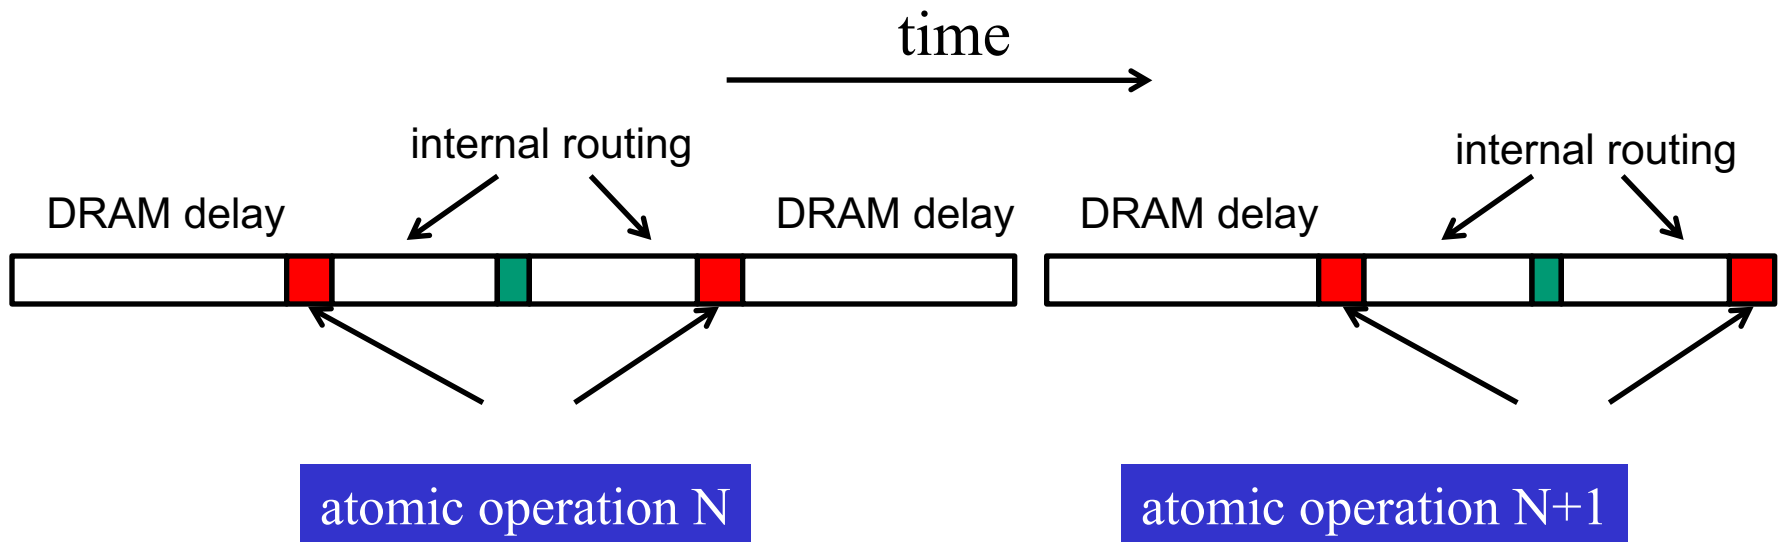 time
internal routing
internal routing
DRAM delay
DRAM delay
DRAM delay
atomic operation N
atomic operation N+1